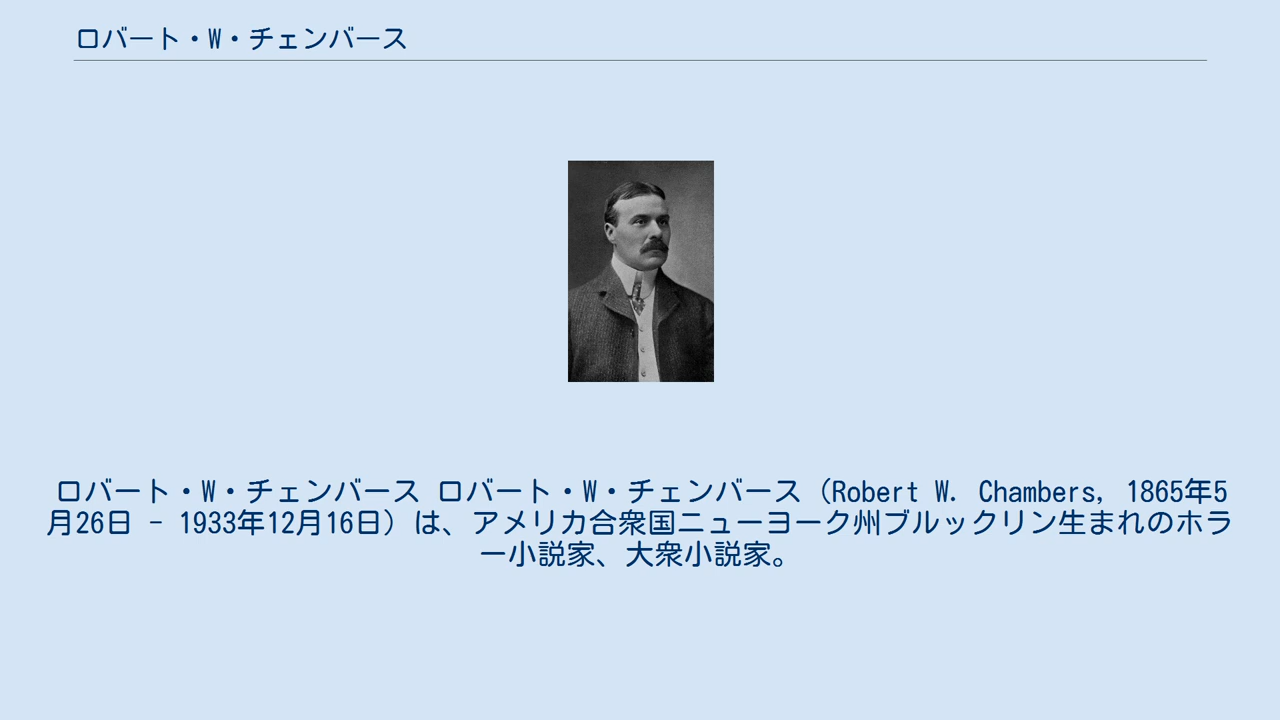 ロバート・W・チェンバース
ロバート・W・チェンバース ロバート・W・チェンバース（Robert W. Chambers, 1865年5
月26日 - 1933年12月16日）は、アメリカ合衆国ニューヨーク州ブルックリン生まれのホラ
ー小説家、大衆小説家。